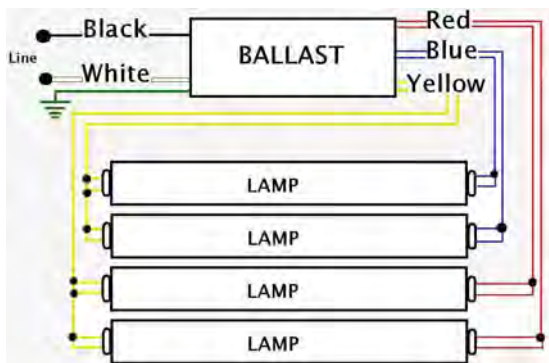 Black
Red
Line
BALLAST
Blue
White
Yellow
LAMP
LAMP
LAMP
LAMP